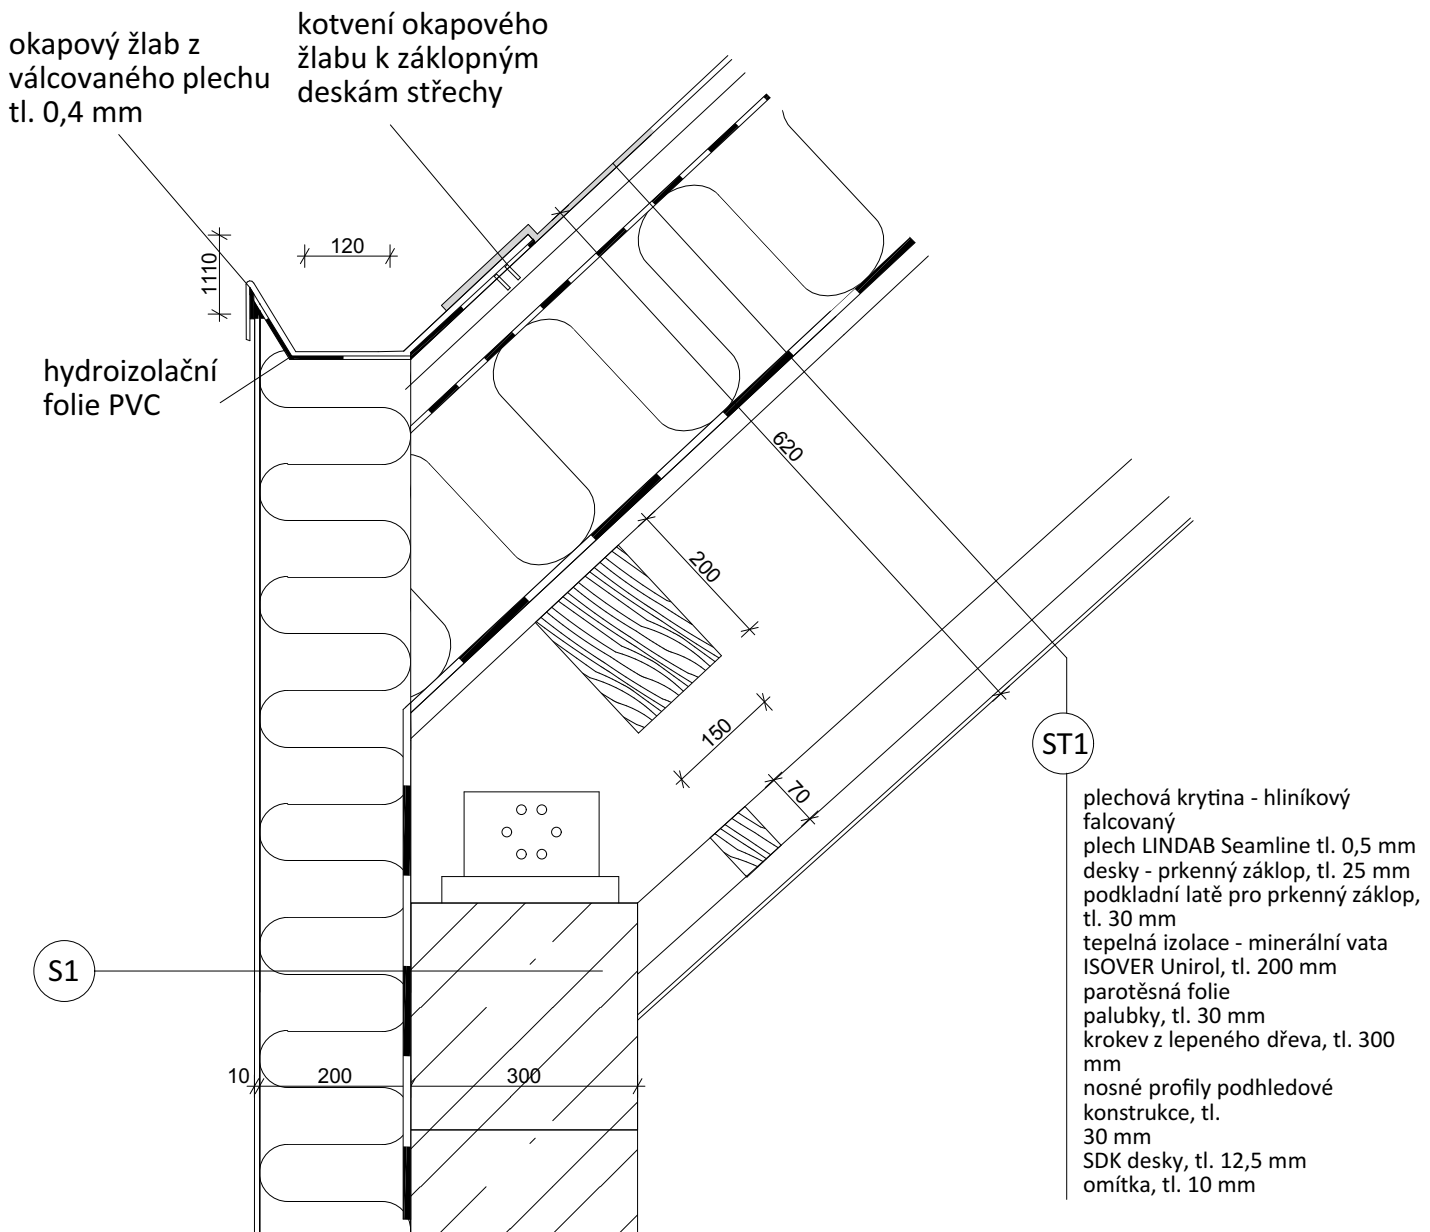 okapový žlab z
válcovaného plechu
tl. 0,4 mm
kotvení okapového
žlabu k záklopným
deskám střechy
120
1110
hydroizolační
folie PVC
620
200
150
70
ST1
plechová krytina - hliníkový
falcovaný
plech LINDAB Seamline tl. 0,5 mm
desky - prkenný záklop, tl. 25 mm
podkladní latě pro prkenný záklop,
tl. 30 mm
tepelná izolace - minerální vata
ISOVER Unirol, tl. 200 mm
parotěsná folie
palubky, tl. 30 mm
krokev z lepeného dřeva, tl. 300
mm
nosné profily podhledové
konstrukce, tl.
30 mm
SDK desky, tl. 12,5 mm
omítka, tl. 10 mm
S1
10
200
300